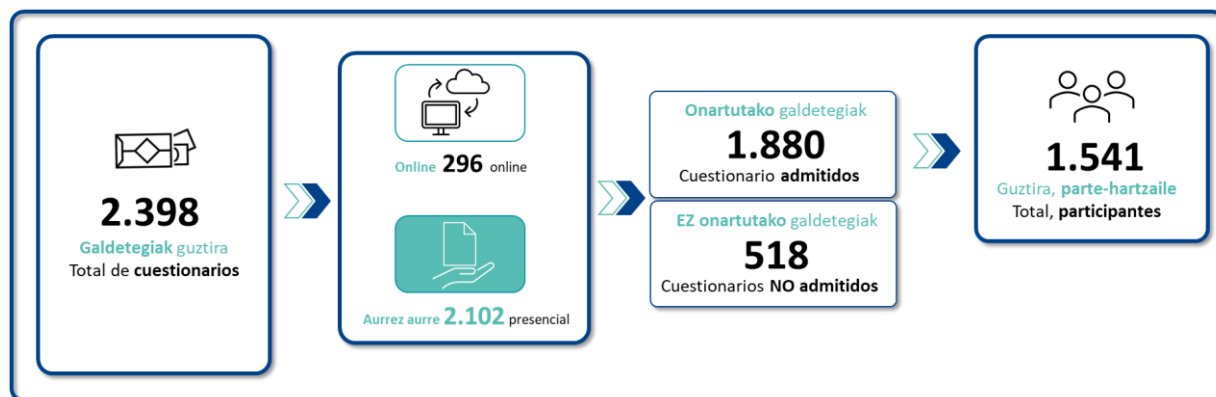 2.398
Galdetegiak guztira
Total de cuestionarios
Online 296 online
Aurrez aurre 2.102 presencial
Onartutako galdetegiak
1.880
Cuestionario admitidos
EZ onartutako galdetegiak
518
Cuestionarios NO admitidos
1.541
Guztira, parte-hartzaile
Total, participantes